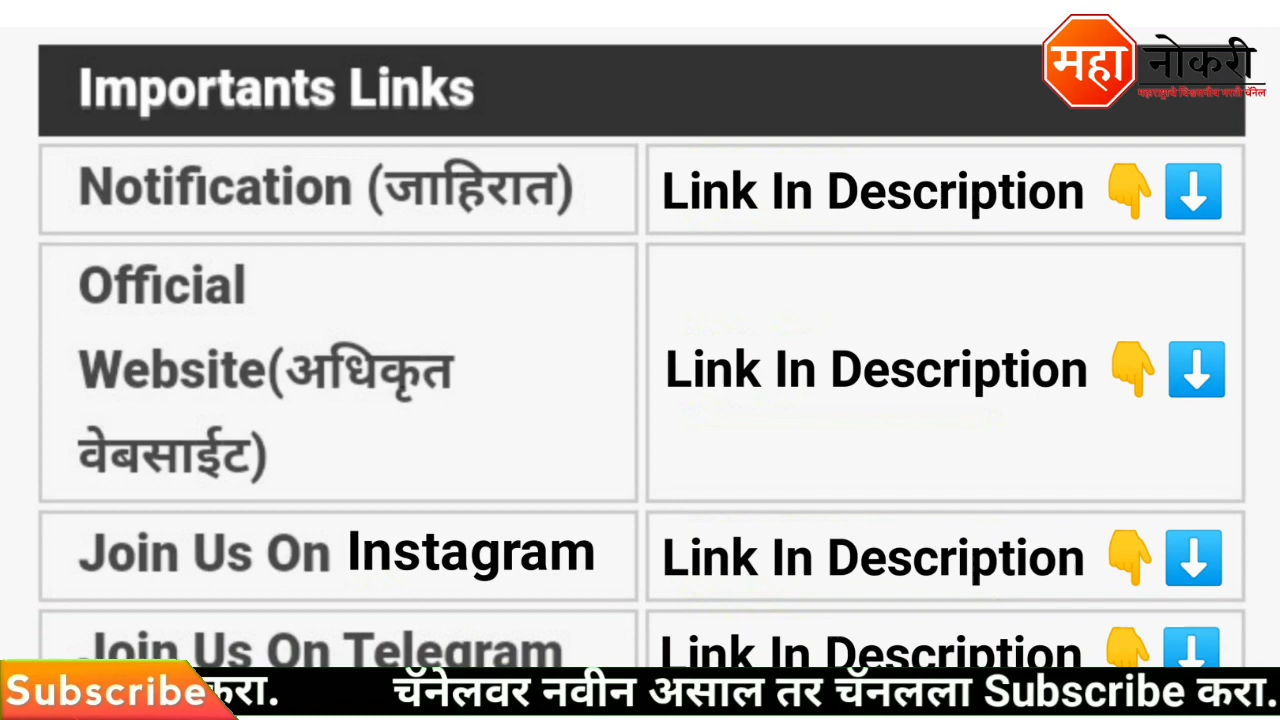 महा नोकरी
Importants Links
Notification (जाहिरात)
Link In Description
Official
Website(अधिकृत
वेबसाईट)
Link In Description
Join Us On Instagram
Link In Description
Join Us On Telegram
Link In Description
Subscribe
करा.
चॅनेलवर नवीन असाल तर चॅनलला Subscribe करा.